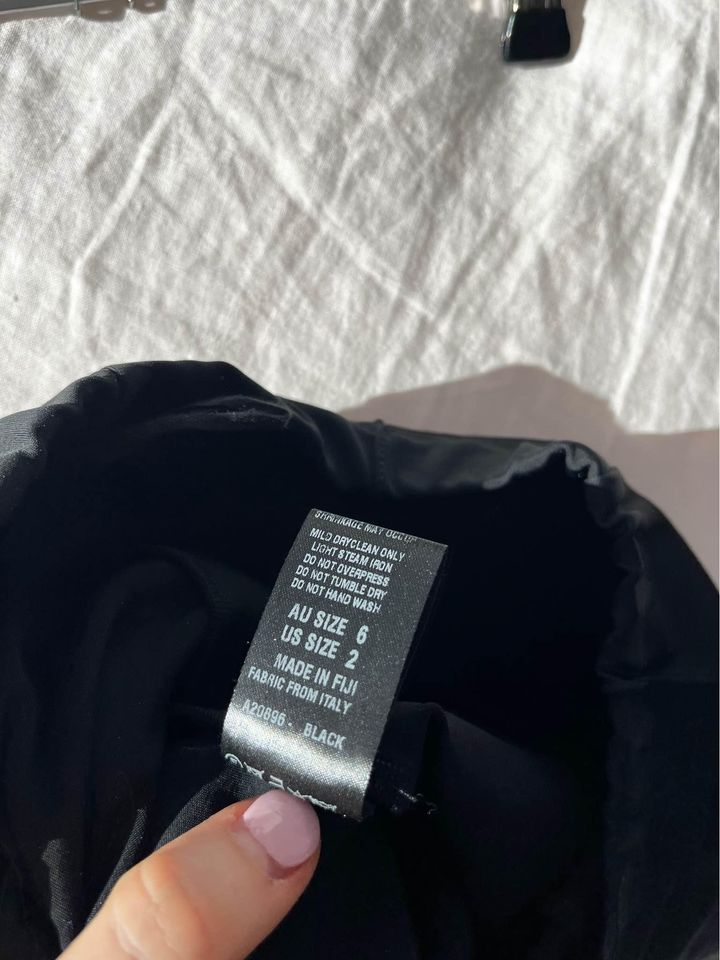 SHRINKAGE MAY OCCUR
MILD DRYCLEAN ONLY
LIGHT STEAM IRON
DO NOT OVERPRESS
DO NOT TUMBLE DRY
DO NOT HAND WASH
AU SIZE 6
US SIZE 2
MADE IN FIJI
FABRIC FROM ITALY
A20896 BLACK